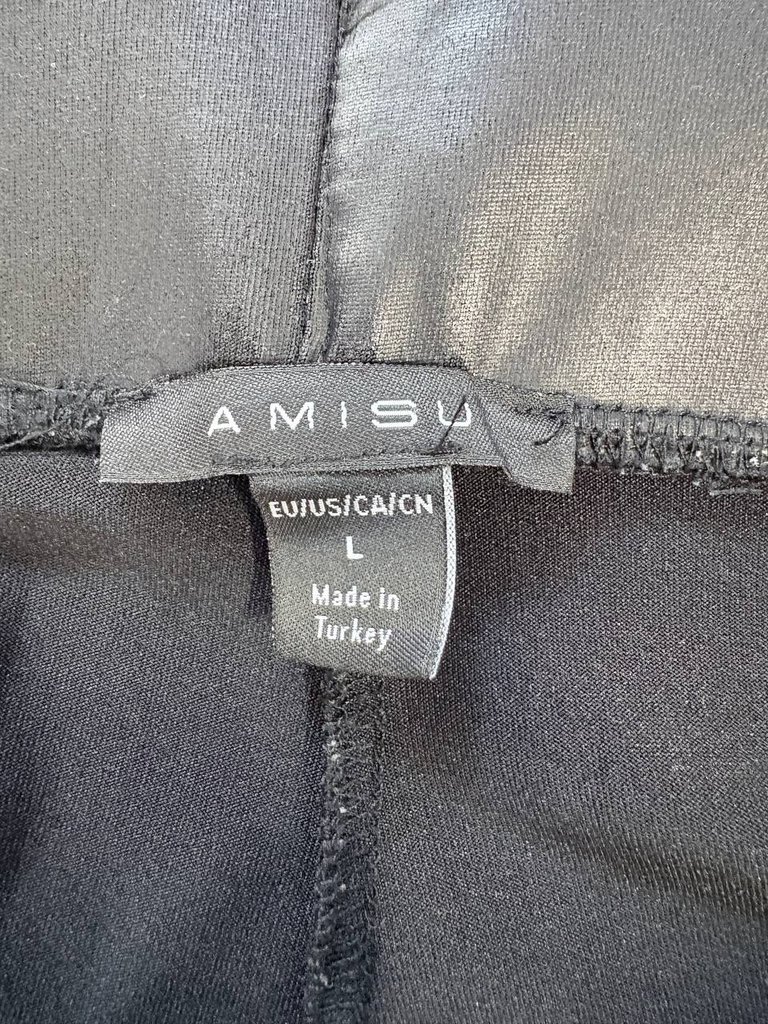 AMISU
EU/US/CA/CN
L
Made in
Turkey